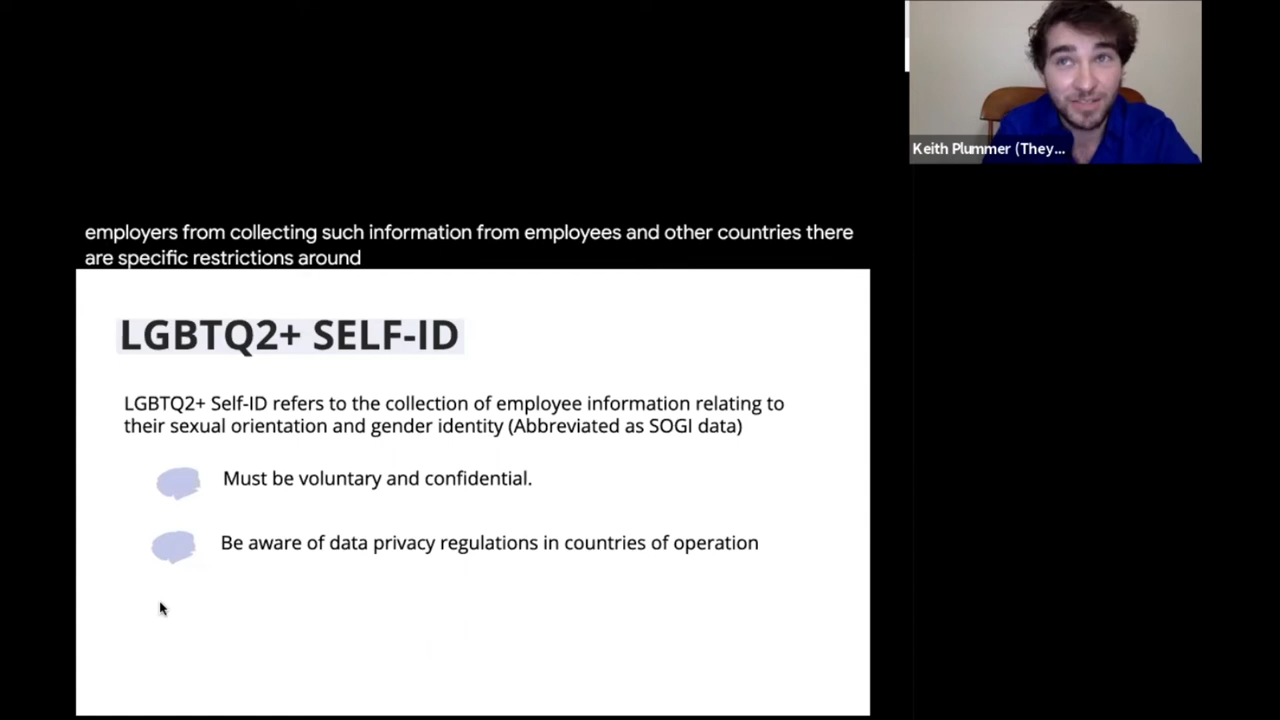 Keith Plummer (They...
employers from collecting such information from employees and other countries there
are specific restrictions around
LGBTQ2+ SELF-ID
LGBTQ2+ Self-ID refers to the collection of employee information relating to
their sexual orientation and gender identity (Abbreviated as SOGI data)
Must be voluntary and confidential.
Be aware of data privacy regulations in countries of operation